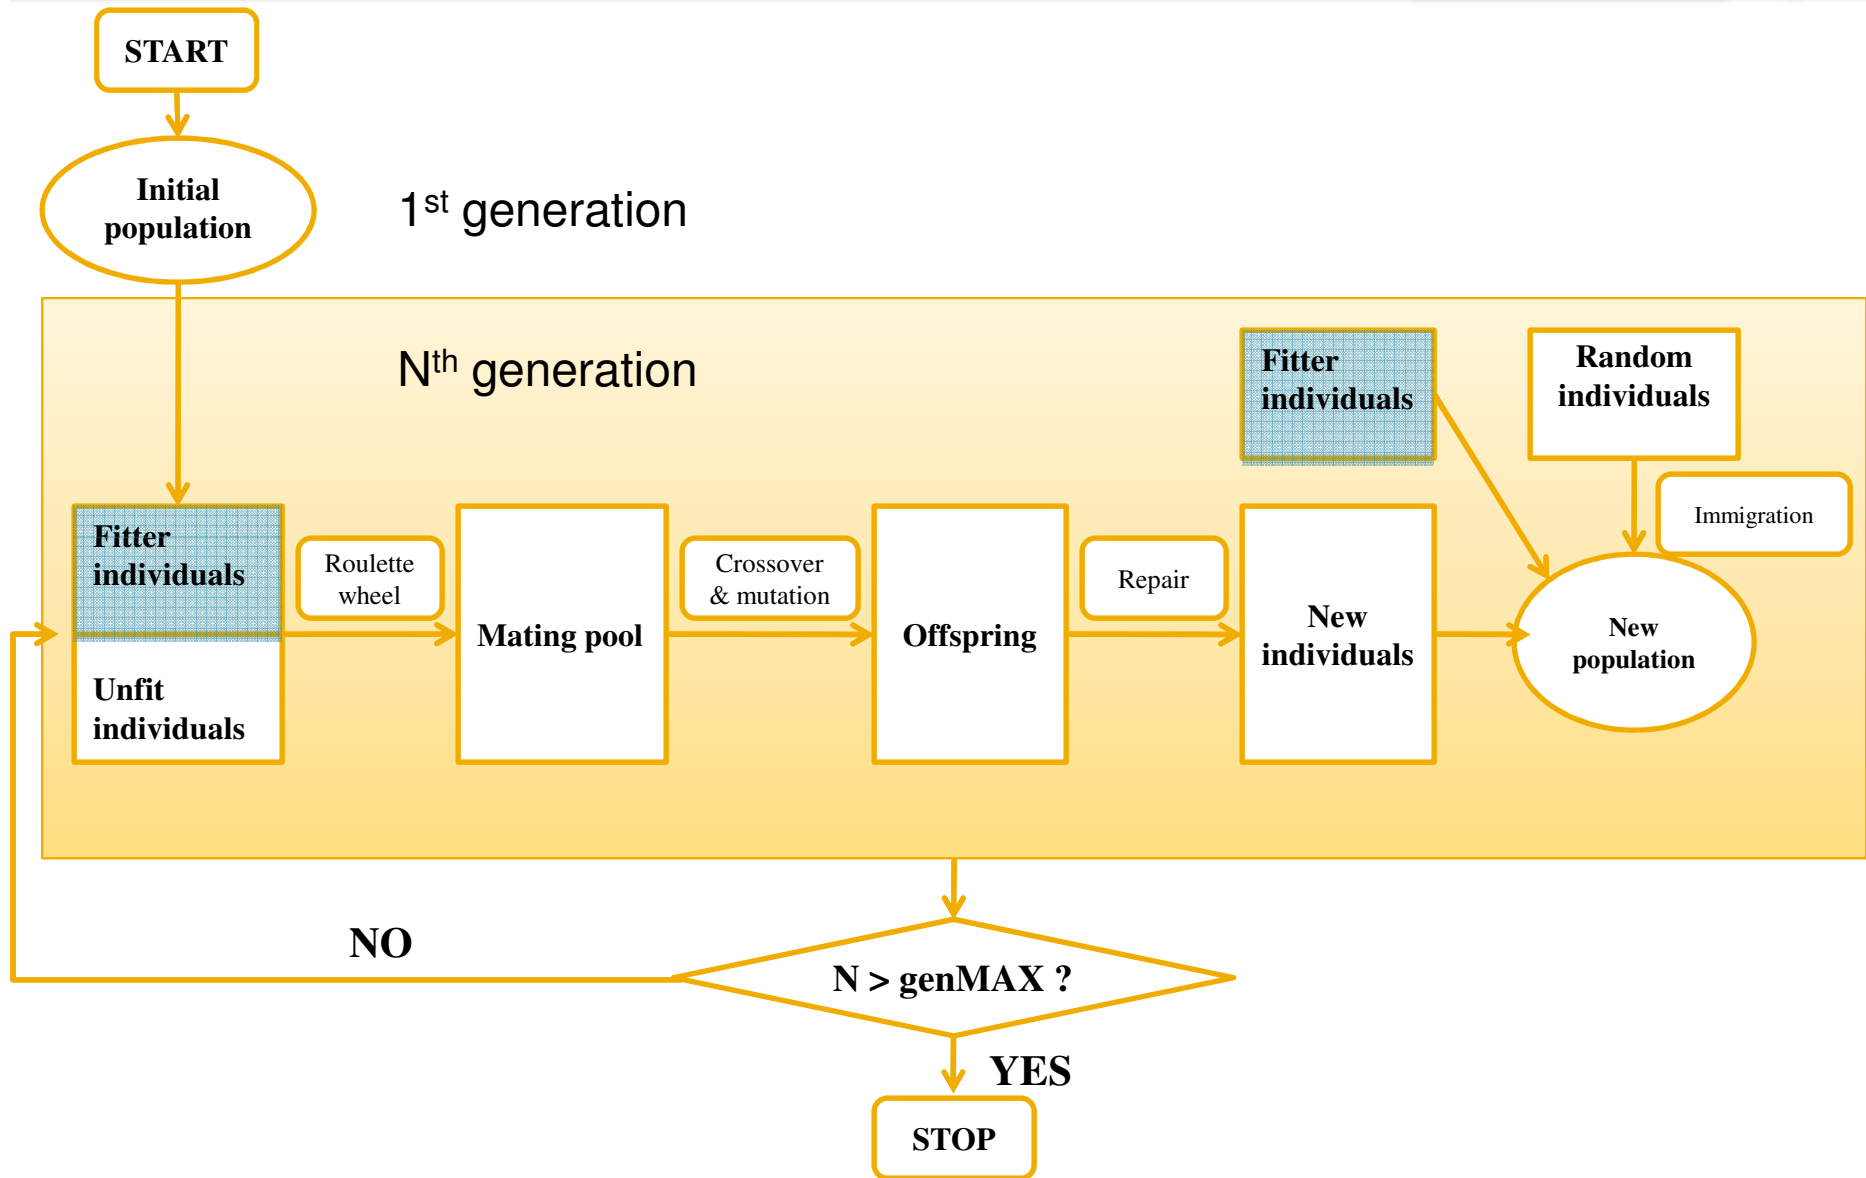 START
Initial
population
1st generation
Nth generation
Fitter
individuals
Random
individuals
Immigration
Fitter
individuals
Unfit
individuals
Roulette
wheel
Mating pool
Crossover
& mutation
Offspring
Repair
New
individuals
New
population
NO
N > genMAX ?
YES
STOP